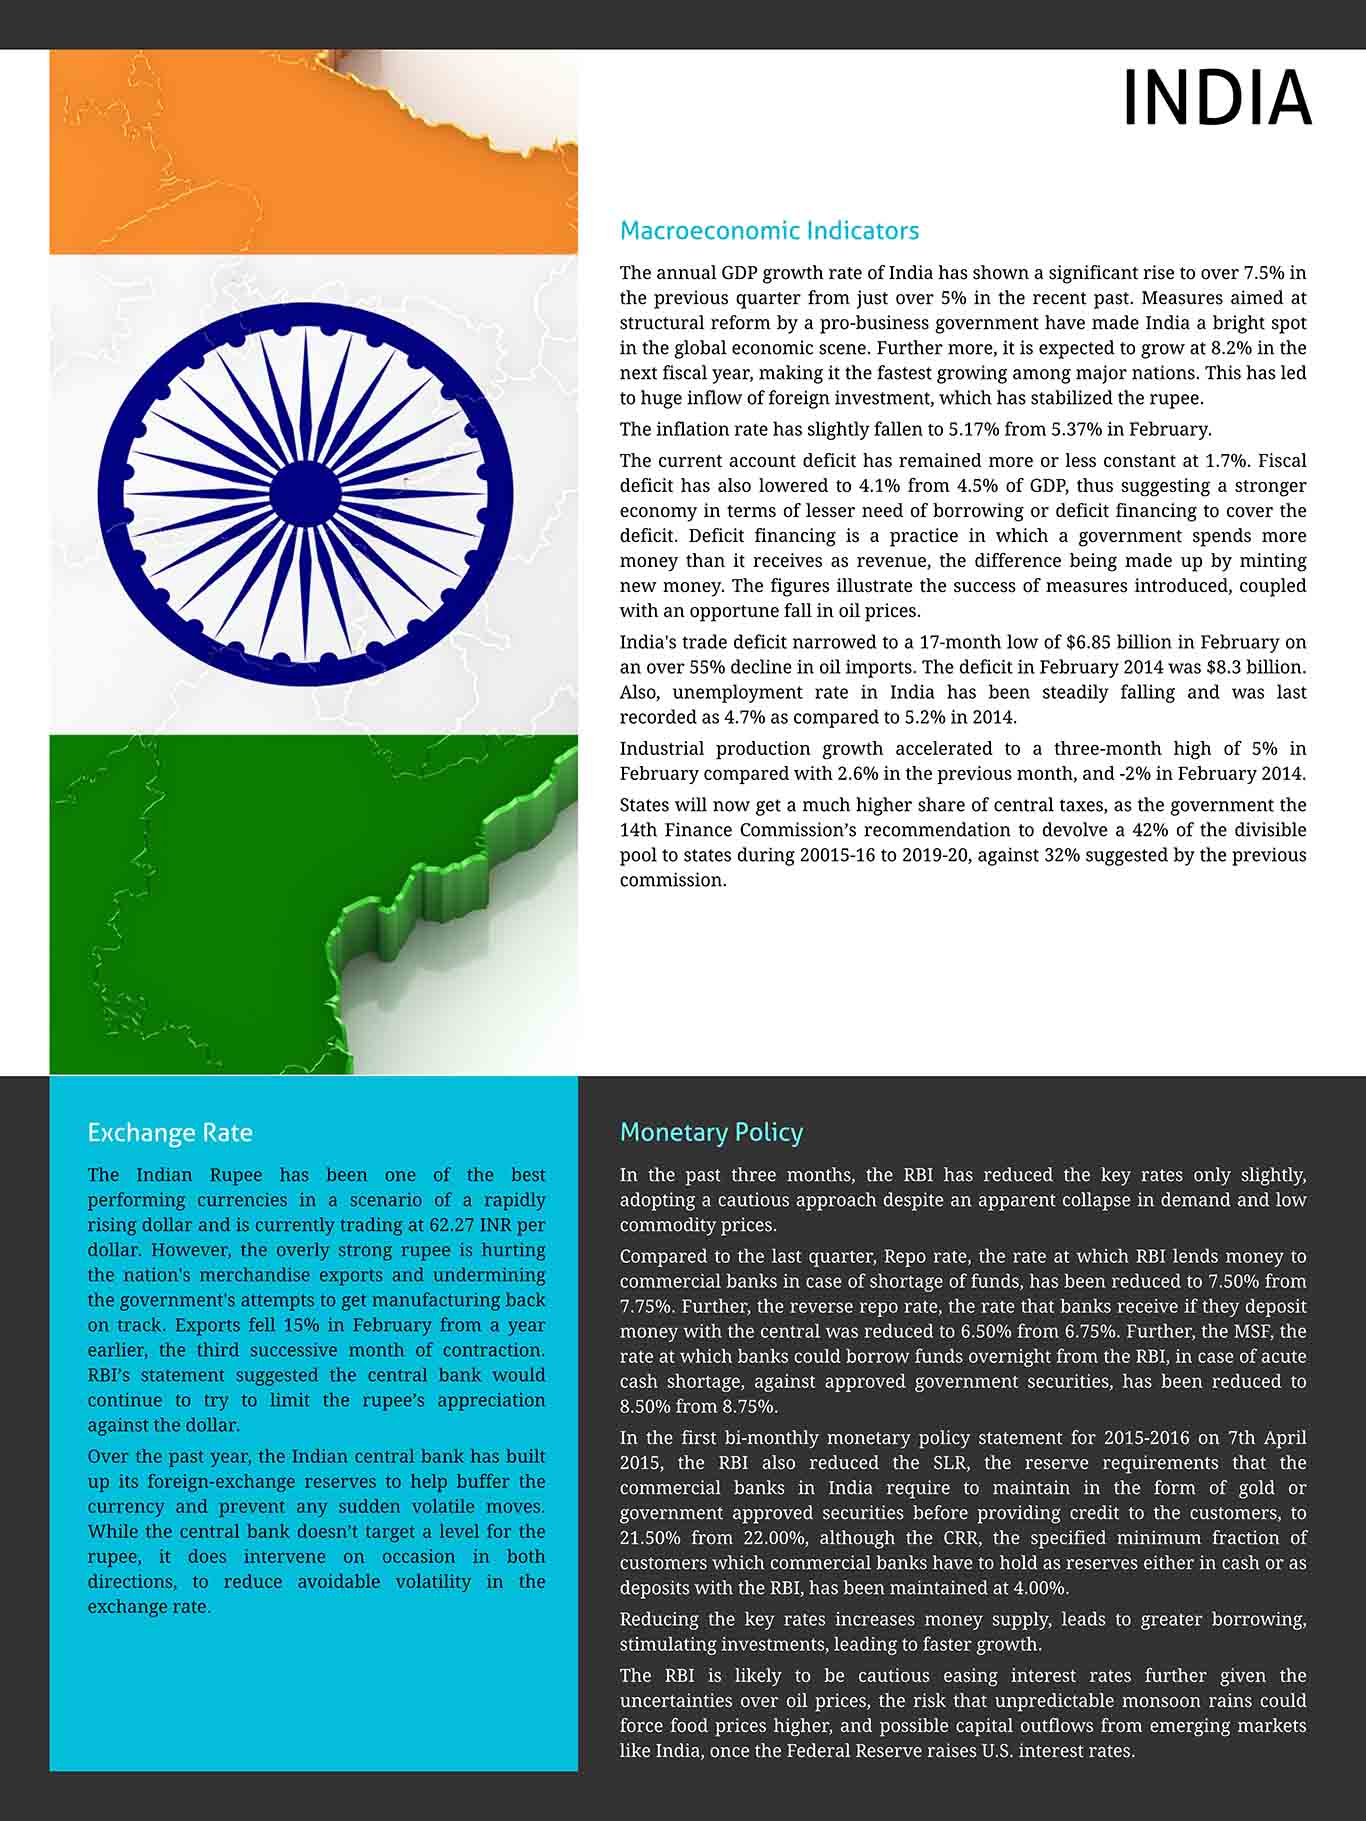 INDIA
Macroeconomic Indicators
The annual GDP growth rate of India has shown a significant rise to over 7.5% in
the previous quarter from just over 5% in the recent past. Measures aimed at
structural reform by a pro-business government have made India a bright spot
in the global economic scene. Further more, it is expected to grow at 8.2% in the
next fiscal year, making it the fastest growing among major nations. This has led
to huge inflow of foreign investment, which has stabilized the rupee.
The inflation rate has slightly fallen to 5.17% from 5.37% in February.
The current account deficit has remained more or less constant at 1.7%. Fiscal
deficit has also lowered to 4.1% from 4.5% of GDP, thus suggesting a stronger
economy in terms of lesser need of borrowing or deficit financing to cover the
deficit. Deficit financing is a practice in which a government spends more
money than it receives as revenue, the difference being made up by minting
new money. The figures illustrate the success of measures introduced, coupled
with an opportune fall in oil prices.
India's trade deficit narrowed to a 17-month low of $6.85 billion in February on
an over 55% decline in oil imports. The deficit in February 2014 was $8.3 billion.
Also, unemployment rate in India has been steadily falling and was last
recorded as 4.7% as compared to 5.2% in 2014.
Industrial production growth accelerated to a three-month high of 5% in
February compared with 2.6% in the previous month, and -2% in February 2014.
States will now get a much higher share of central taxes, as the government the
14th Finance Commission’s recommendation to devolve a 42% of the divisible
pool to states during 20015-16 to 2019-20, against 32% suggested by the previous
commission.
Exchange Rate
The Indian Rupee has been one of the best
performing currencies in a scenario of a rapidly
rising dollar and is currently trading at 62.27 INR per
dollar. However, the overly strong rupee is hurting
the nation's merchandise exports and undermining
the government's attempts to get manufacturing back
on track. Exports fell 15% in February from a year
earlier, the third successive month of contraction.
RBI’s statement suggested the central bank would
continue to try to limit the rupee’s appreciation
against the dollar.
Over the past year, the Indian central bank has built
up its foreign-exchange reserves to help buffer the
currency and prevent any sudden volatile moves.
While the central bank doesn’t target a level for the
rupee, it does intervene on occasion in both
directions, to reduce avoidable volatility in the
exchange rate.
Monetary Policy
In the past three months, the RBI has reduced the key rates only slightly,
adopting a cautious approach despite an apparent collapse in demand and low
commodity prices.
Compared to the last quarter, Repo rate, the rate at which RBI lends money to
commercial banks in case of shortage of funds, has been reduced to 7.50% from
7.75%. Further, the reverse repo rate, the rate that banks receive if they deposit
money with the central was reduced to 6.50% from 6.75%. Further, the MSF, the
rate at which banks could borrow funds overnight from the RBI, in case of acute
cash shortage, against approved government securities, has been reduced to
8.50% from 8.75%.
In the first bi-monthly monetary policy statement for 2015-2016 on 7th April
2015, the RBI also reduced the SLR, the reserve requirements that the
commercial banks in India require to maintain in the form of gold or
government approved securities before providing credit to the customers, to
21.50% from 22.00%, although the CRR, the specified minimum fraction of
customers which commercial banks have to hold as reserves either in cash or as
deposits with the RBI, has been maintained at 4.00%.
Reducing the key rates increases money supply, leads to greater borrowing,
stimulating investments, leading to faster growth.
The RBI is likely to be cautious easing interest rates further given the
uncertainties over oil prices, the risk that unpredictable monsoon rains could
force food prices higher, and possible capital outflows from emerging markets
like India, once the Federal Reserve raises U.S. interest rates.